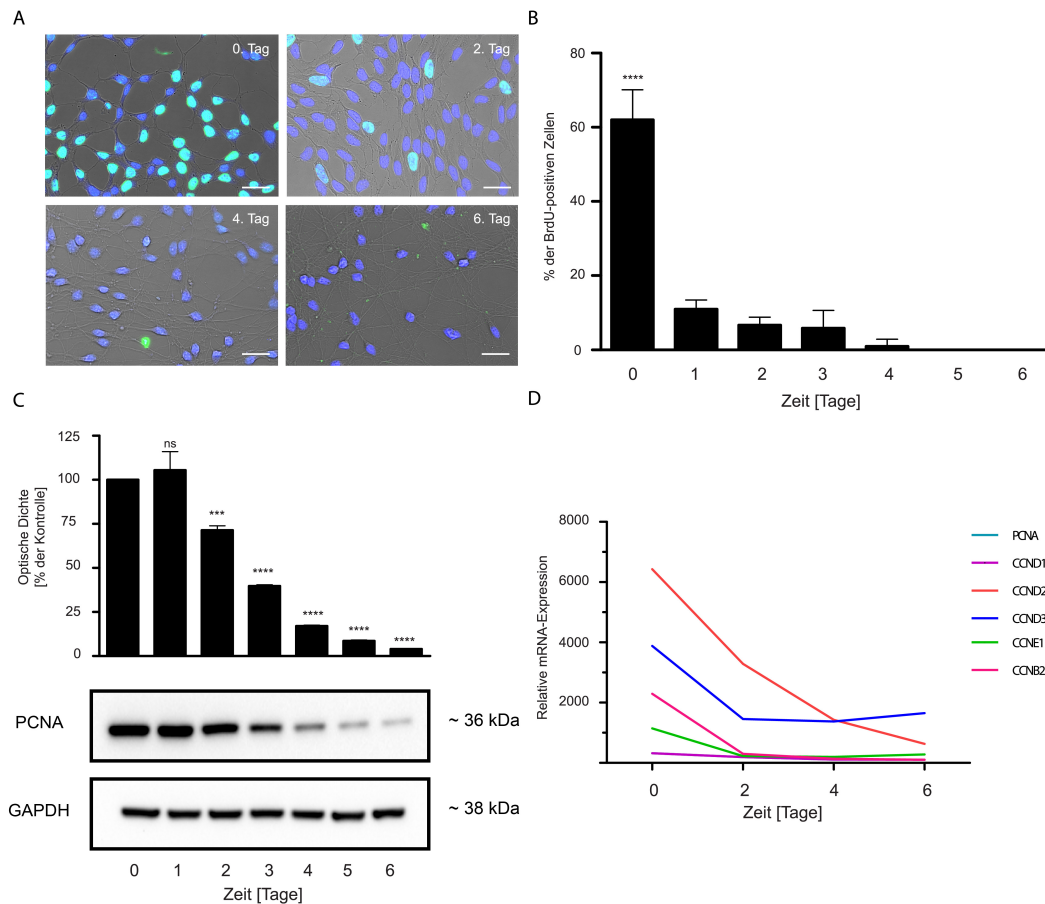 A
0. Tag
2. Tag
4. Tag
6. Tag
B
% der BrdU-positiven Zellen
80
60
40
20
0
****
0 1 2 3 4 5 6
Zeit [Tage]
C
Optische Dichte
[% der Kontrolle]
125
100
75
50
25
0
ns
***
****
****
****
****
PCNA
~ 36 kDa
GAPDH
~ 38 kDa
0 1 2 3 4 5 6
Zeit [Tage]
D
Relative mRNA-Expression
8000
6000
4000
2000
0 2 4 6
Zeit [Tage]
PCNA
CCND1
CCND2
CCND3
CCNE1
CCNB2